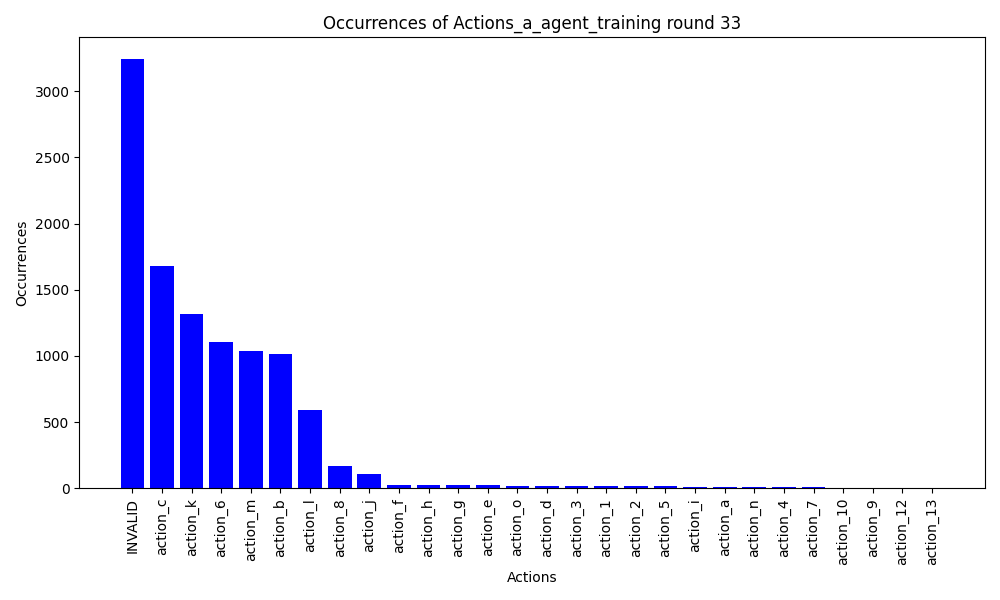 Occurrences of Actions_a_agent_training round 33
Occurrences
3000
2500
2000
1500
1000
500
0
INVALID
action_c
action_k
action_6
action_m
action_b
action_l
action_8
action_j
action_f
action_h
action_g
action_e
action_o
action_d
action_3
action_1
action_2
action_5
action_i
action_a
action_n
action_4
action_7
action_10
action_9
action_12
action_13
Actions